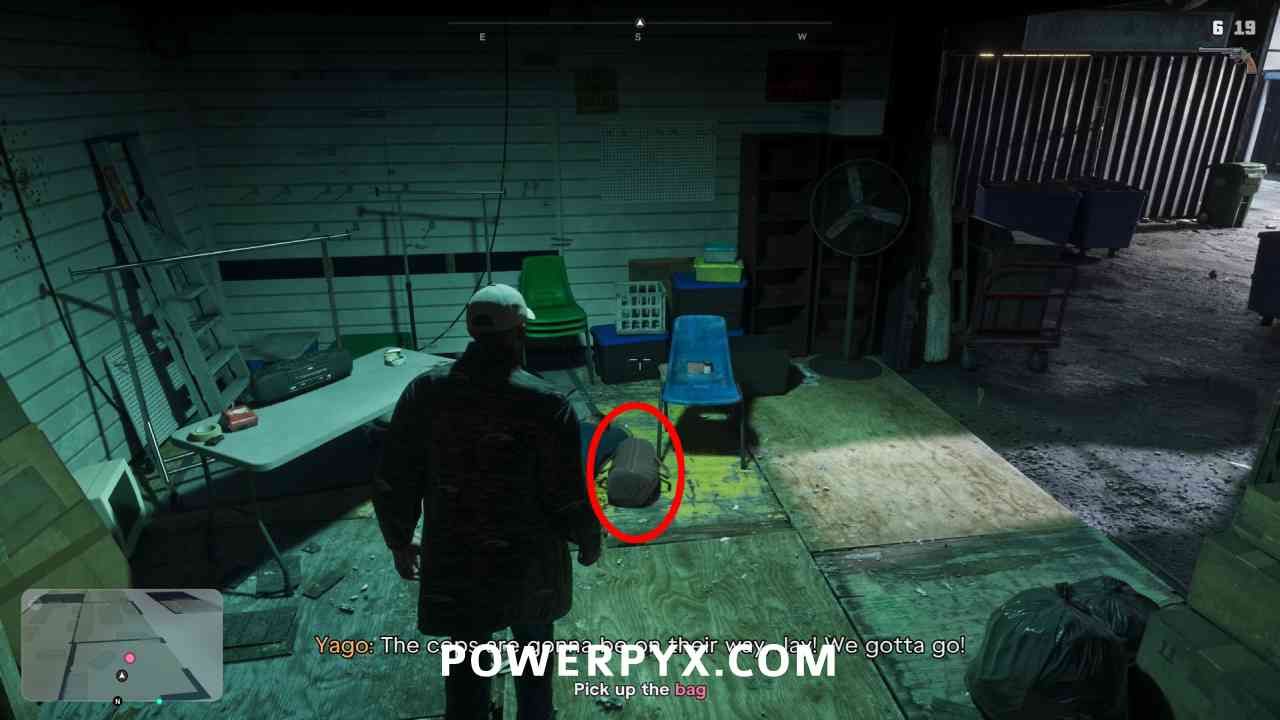 E S W
6 19
Yago: The cops are gonna be on their way, Jay! We gotta go!
POWERPYX.COM
Pick up the bag
N